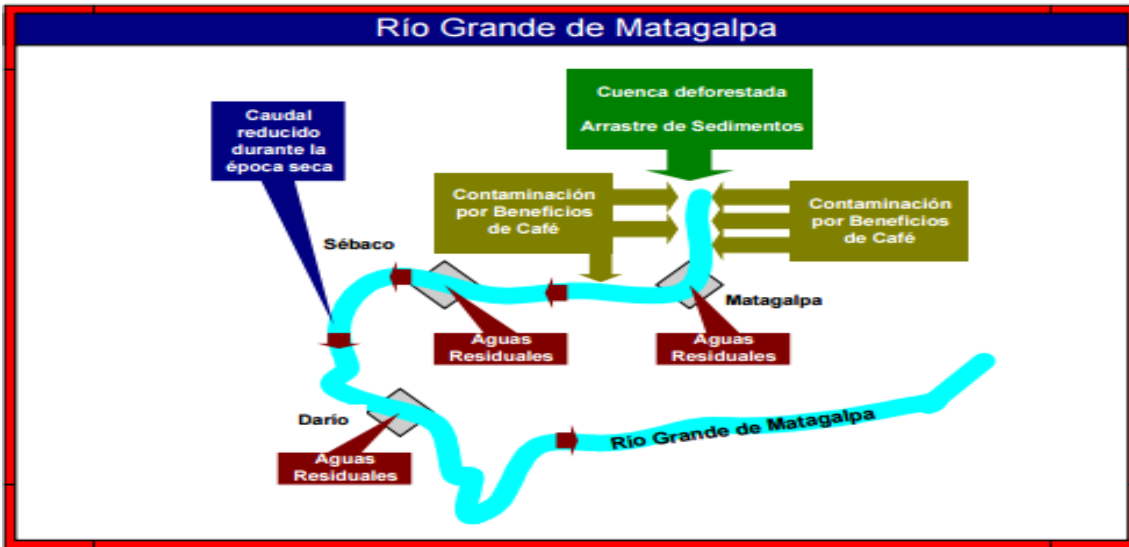 Río Grande de Matagalpa
Cuenca deforestada
Arrastre de Sedimentos
Caudal
reducido
durante la
época seca
Contaminación
por Beneficios
de Café
Contaminación
por Beneficios
de Café
Sébaco
Matagalpa
Aguas
Residuales
Aguas
Residuales
Darío
Aguas
Residuales
Río Grande de Matagalpa